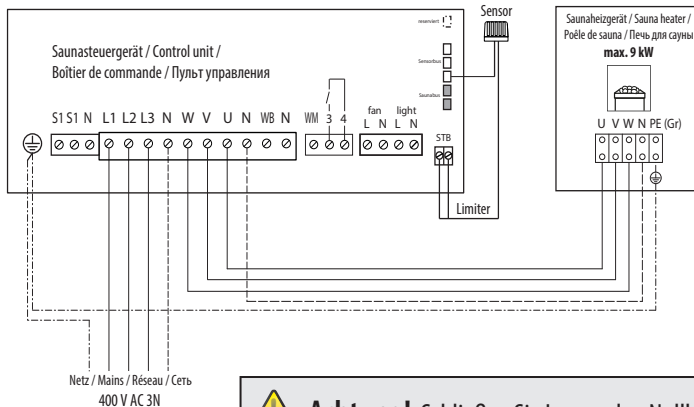 reserviert
Sensor
Saunasteuergerät / Control unit /
Boîtier de commande / Пульт управления
Sensorbus
Saunabus
Saunaheizgerät / Sauna heater /
Poêle de sauna / Печь для сауны
max. 9 kW
S1 S1 N L1 L2 L3 N W V U N WB N WM 3 4
fan light
L N L N
STB
U V W N PE (Gr)
Limiter
Netz / Mains / Réseau / Сеть
400 V AC 3N